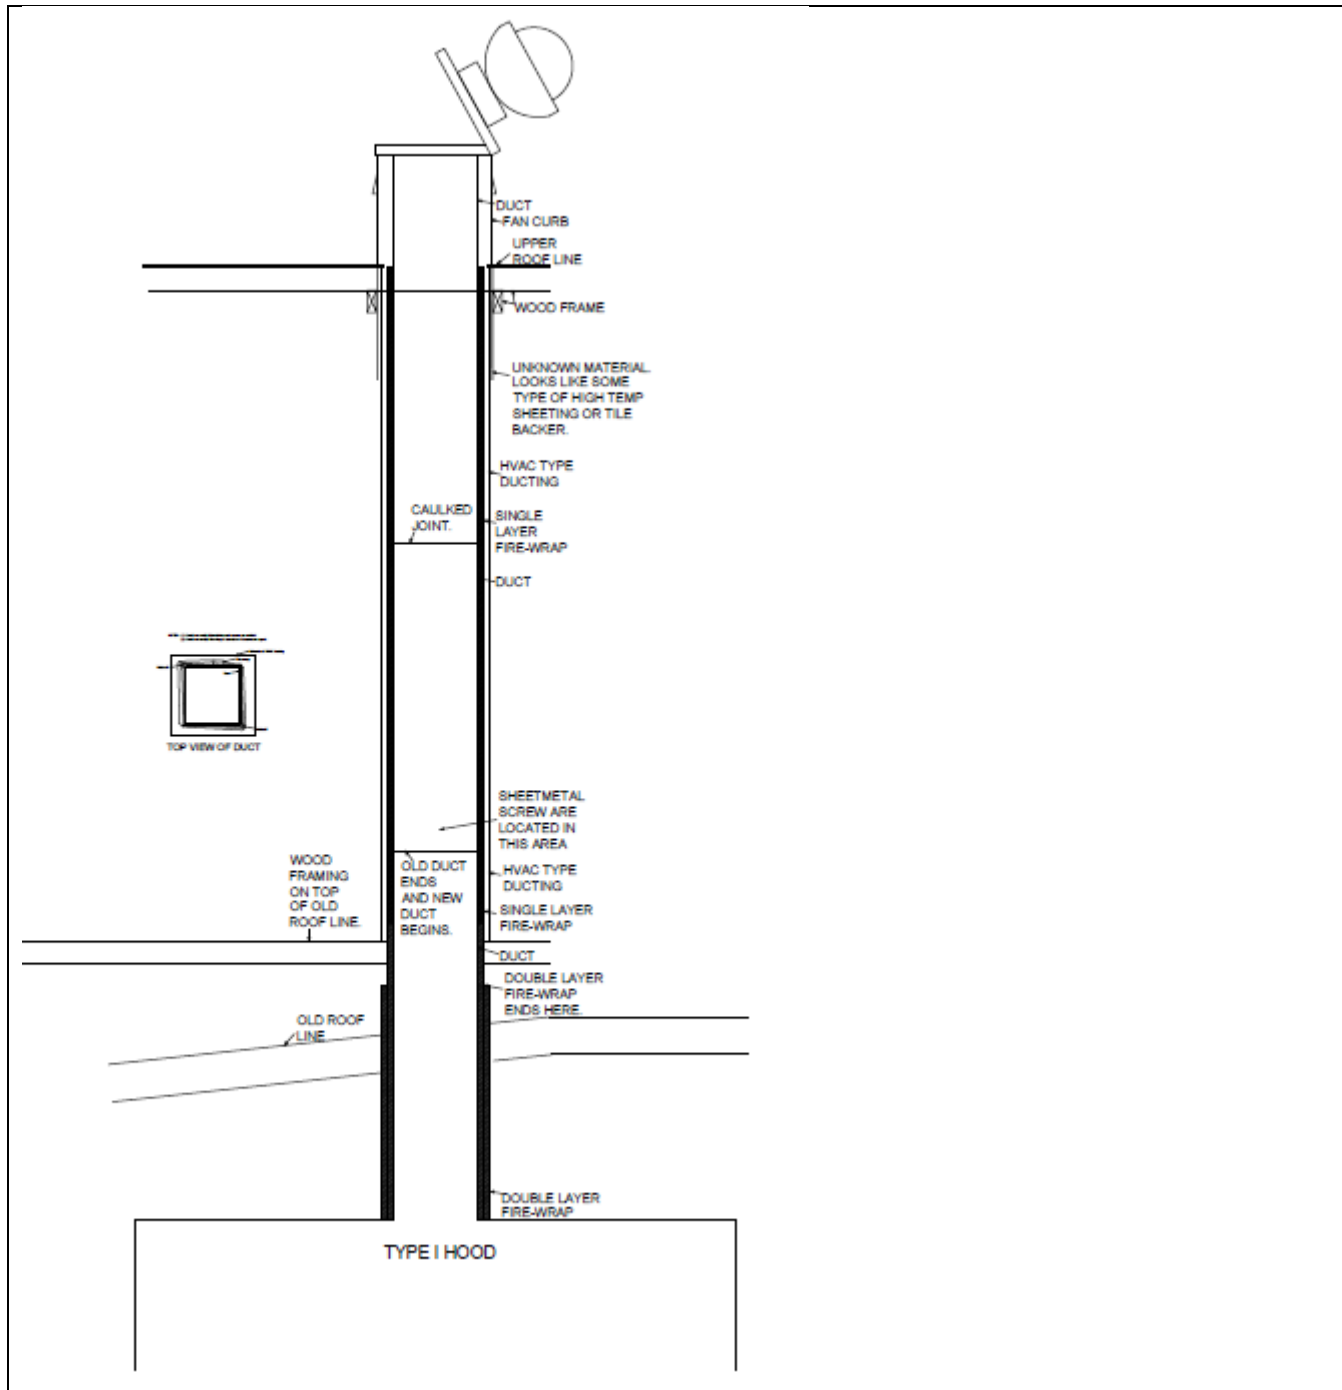 DUCT
FAN CURB
UPPER
ROOF LINE
WOOD FRAME
UNKNOWN MATERIAL.
LOOKS LIKE SOME
TYPE OF HIGH TEMP
SHEETING OR TILE
BACKER.
HVAC TYPE
DUCTING
CAULKED
JOINT.
SINGLE
LAYER
FIRE-WRAP
DUCT
TOP VIEW OF DUCT
SHEETMETAL
SCREW ARE
LOCATED IN
THIS AREA
WOOD
FRAMING
ON TOP
OF OLD
ROOF LINE.
OLD DUCT
ENDS
AND NEW
DUCT
BEGINS.
HVAC TYPE
DUCTING
SINGLE LAYER
FIRE-WRAP
DUCT
DOUBLE LAYER
FIRE-WRAP
ENDS HERE.
OLD ROOF
LINE
DOUBLE LAYER
FIRE-WRAP
TYPE I HOOD